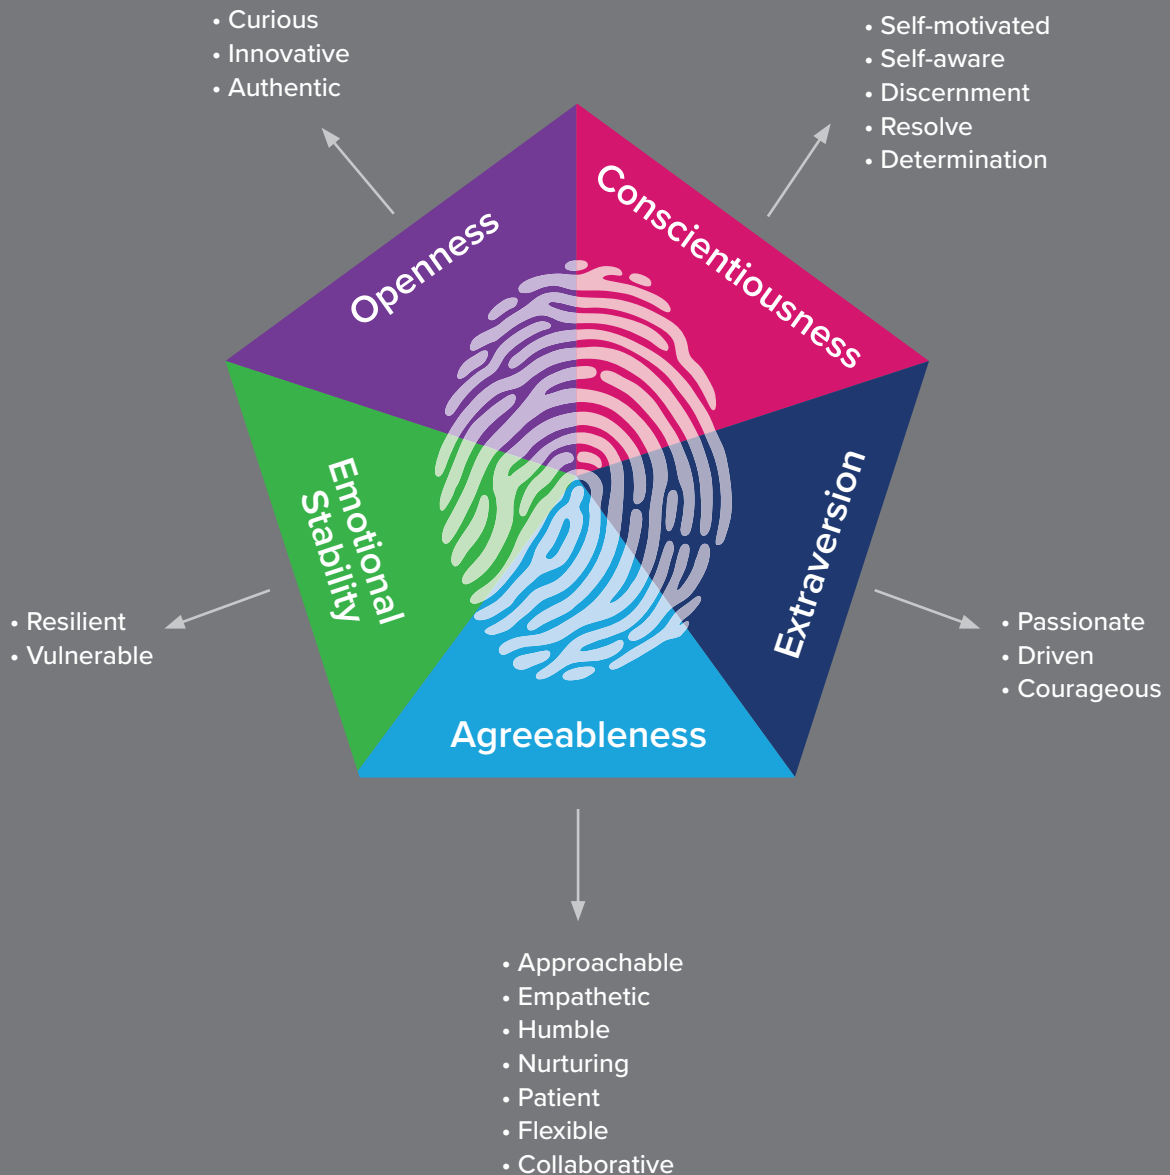 • Curious
• Innovative
• Authentic
• Self-motivated
• Self-aware
• Discernment
• Resolve
• Determination
Openness
Conscientiousness
Emotional
Stability
Extraversion
Agreeableness
• Resilient
• Vulnerable
• Passionate
• Driven
• Courageous
• Approachable
• Empathetic
• Humble
• Nurturing
• Patient
• Flexible
• Collaborative